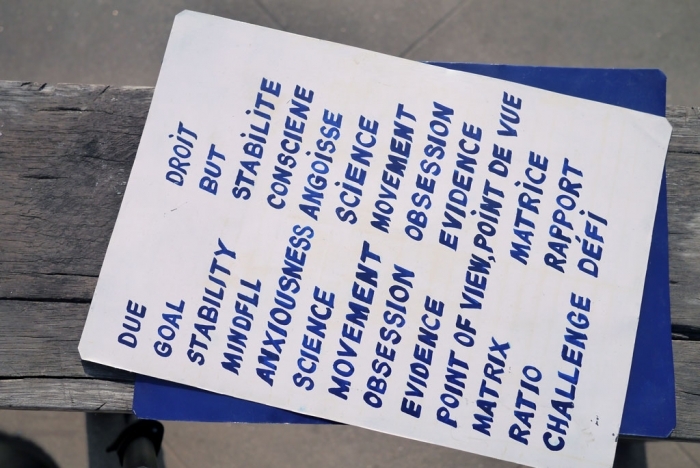 DUE DROIT
GOAL BUT
STABILITY STABILITE
MINDFLL CONSCIENE
ANXIOUSNESS ANGOISSE
SCIENCE SCIENCE
MOVEMENT MOVEMENT
OBSESSION OBSESSION
EVIDENCE EVIDENCE
POINT OF VIEW, POINT DE VUE
MATRIX MATRICE
RATIO RAPPORT
CHALLENGE DÉFI